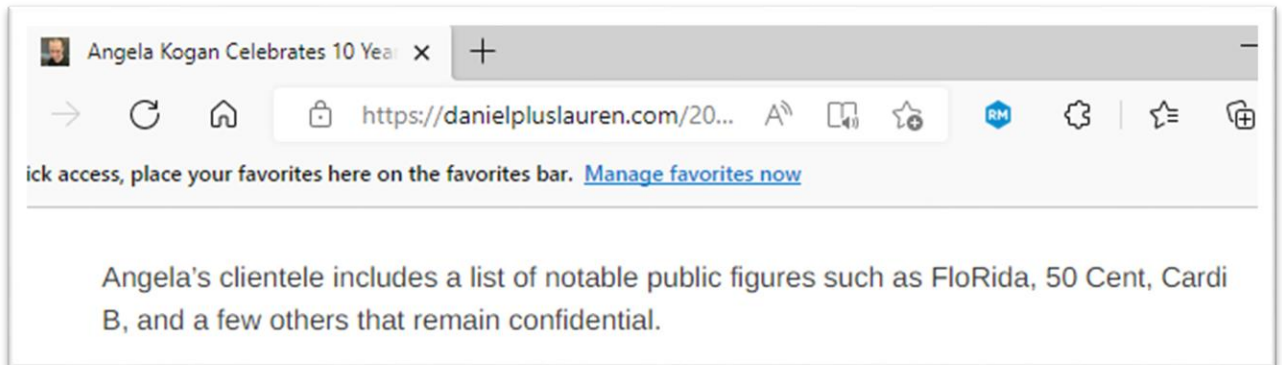 Angela Kogan Celebrates 10 Yea
https://danielpluslauren.com/20...
RM
ick access, place your favorites here on the favorites bar. Manage favorites now
Angela’s clientele includes a list of notable public figures such as FloRida, 50 Cent, Cardi
B, and a few others that remain confidential.